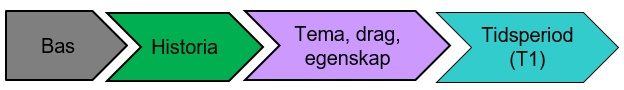 Bas
Historia
Tema, drag,
egenskap
Tidsperiod
(T1)